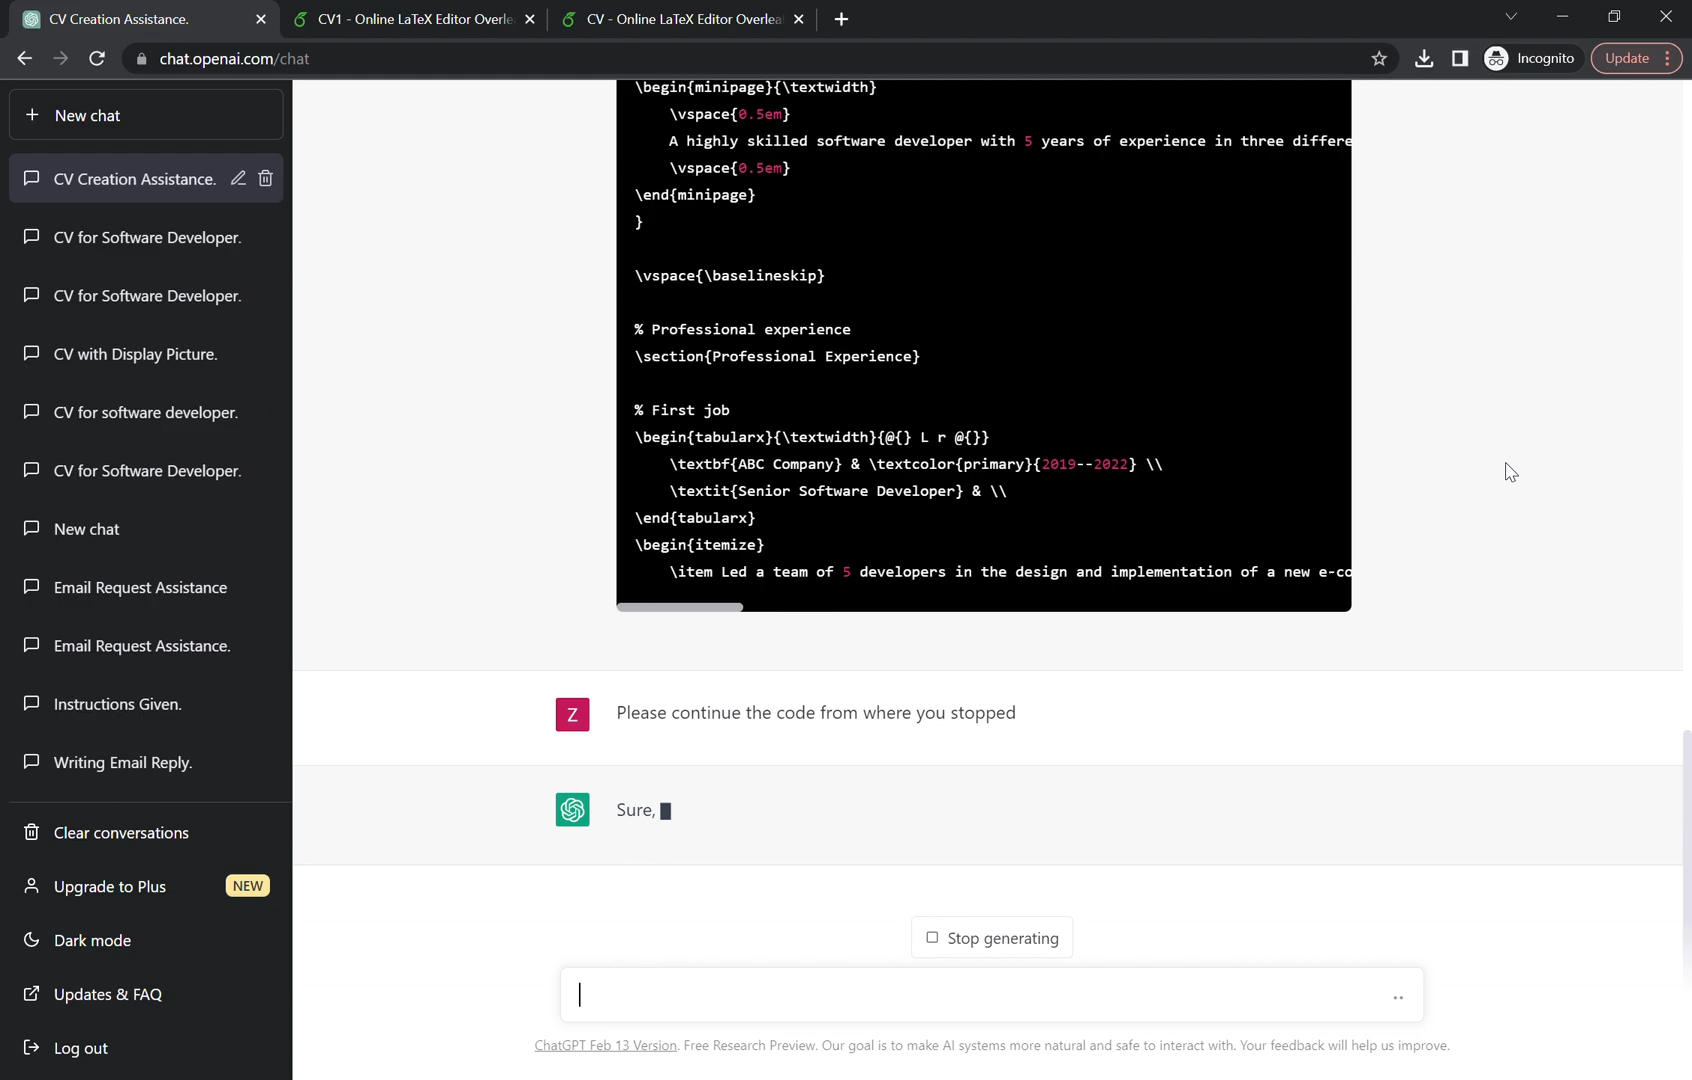 CV Creation Assistance.
CV1 - Online LaTeX Editor Overle
CV - Online LaTeX Editor Overlea
chat.openai.com/chat
Incognito
Update
New chat
CV Creation Assistance.
CV for Software Developer.
CV for Software Developer.
CV with Display Picture.
CV for software developer.
CV for Software Developer.
New chat
Email Request Assistance
Email Request Assistance.
Instructions Given.
Writing Email Reply.
Clear conversations
Upgrade to Plus
NEW
Dark mode
Updates & FAQ
Log out
\begin{minipage}{\textwidth}
\vspace{0.5em}
A highly skilled software developer with 5 years of experience in three differe
\vspace{0.5em}
\end{minipage}
}
\vspace{\baselineskip}
% Professional experience
\section{Professional Experience}
% First job
\begin{tabularx}{\textwidth}{@{} L r @{}}
\textbf{ABC Company} & \textcolor{primary}{2019--2022} \\
\textit{Senior Software Developer} & \\
\end{tabularx}
\begin{itemize}
\item Led a team of 5 developers in the design and implementation of a new e-co
Z
Please continue the code from where you stopped
Sure,
Stop generating
ChatGPT Feb 13 Version. Free Research Preview. Our goal is to make AI systems more natural and safe to interact with. Your feedback will help us improve.